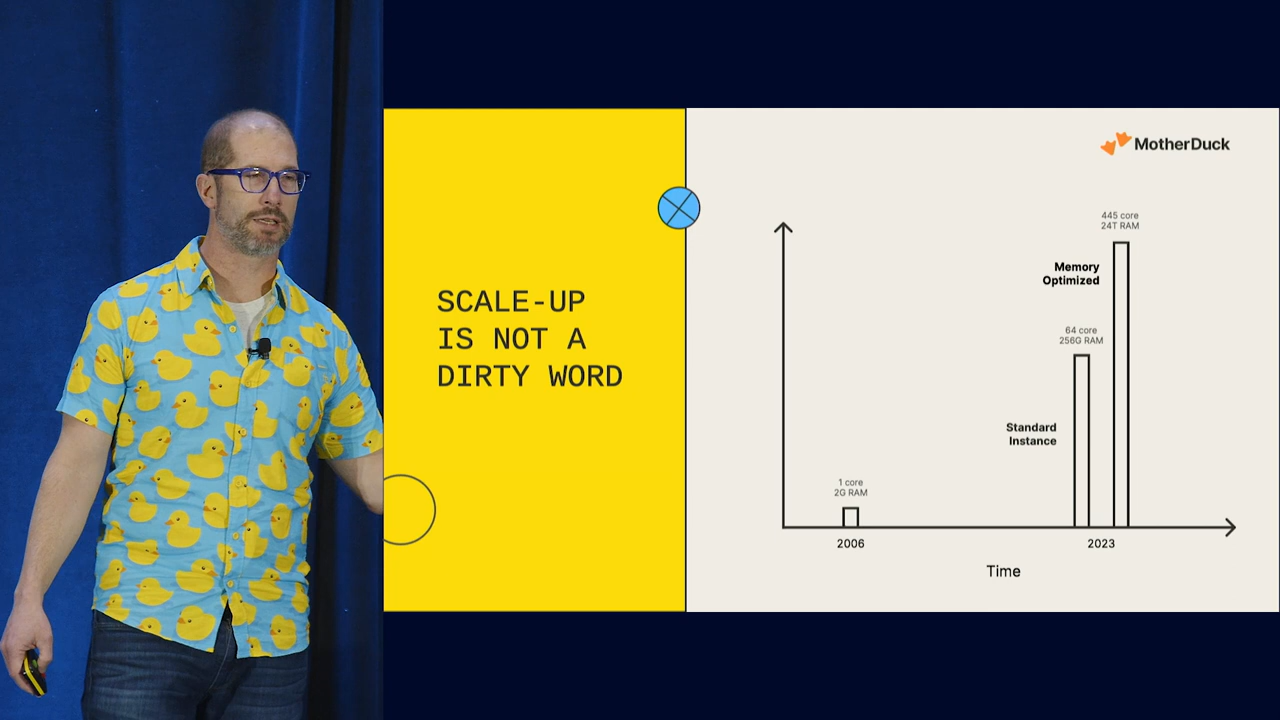 SCALE-UP
IS NOT A
DIRTY WORD
MotherDuck
445 core
24T RAM
Memory
Optimized
64 core
256G RAM
Standard
Instance
1 core
2G RAM
2006
2023
Time